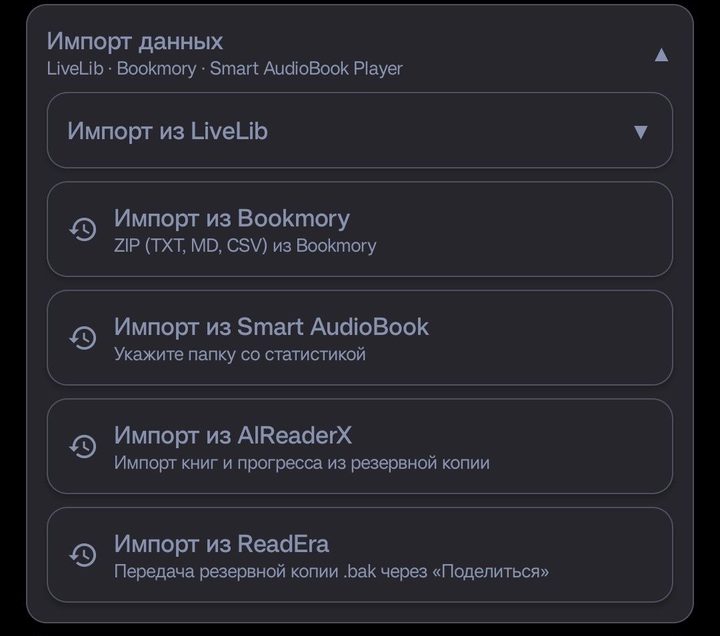 Импорт данных
LiveLib · Bookmory · Smart AudioBook Player
Импорт из LiveLib
Импорт из Bookmory
ZIP (TXT, MD, CSV) из Bookmory
Импорт из Smart AudioBook
Укажите папку со статистикой
Импорт из AlReaderX
Импорт книг и прогресса из резервной копии
Импорт из ReadEra
Передача резервной копии .bak через «Поделиться»